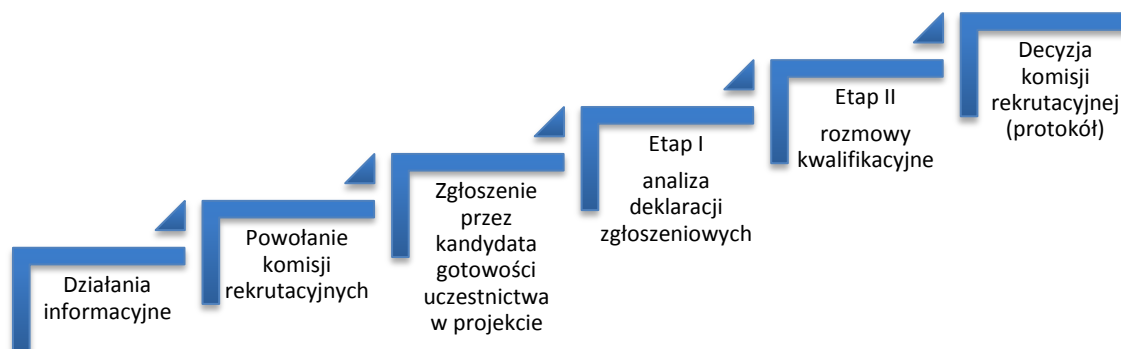 Działania
informacyjne
Powołanie
komisji
rekrutacyjnych
Zgłoszenie
przez
kandydata
gotowości
uczestnictwa
w projekcie
Etap I
analiza
deklaracji
zgłoszeniowych
Etap II
rozmowy
kwalifikacyjne
Decyzja
komisji
rekrutacyjnej
(protokół)